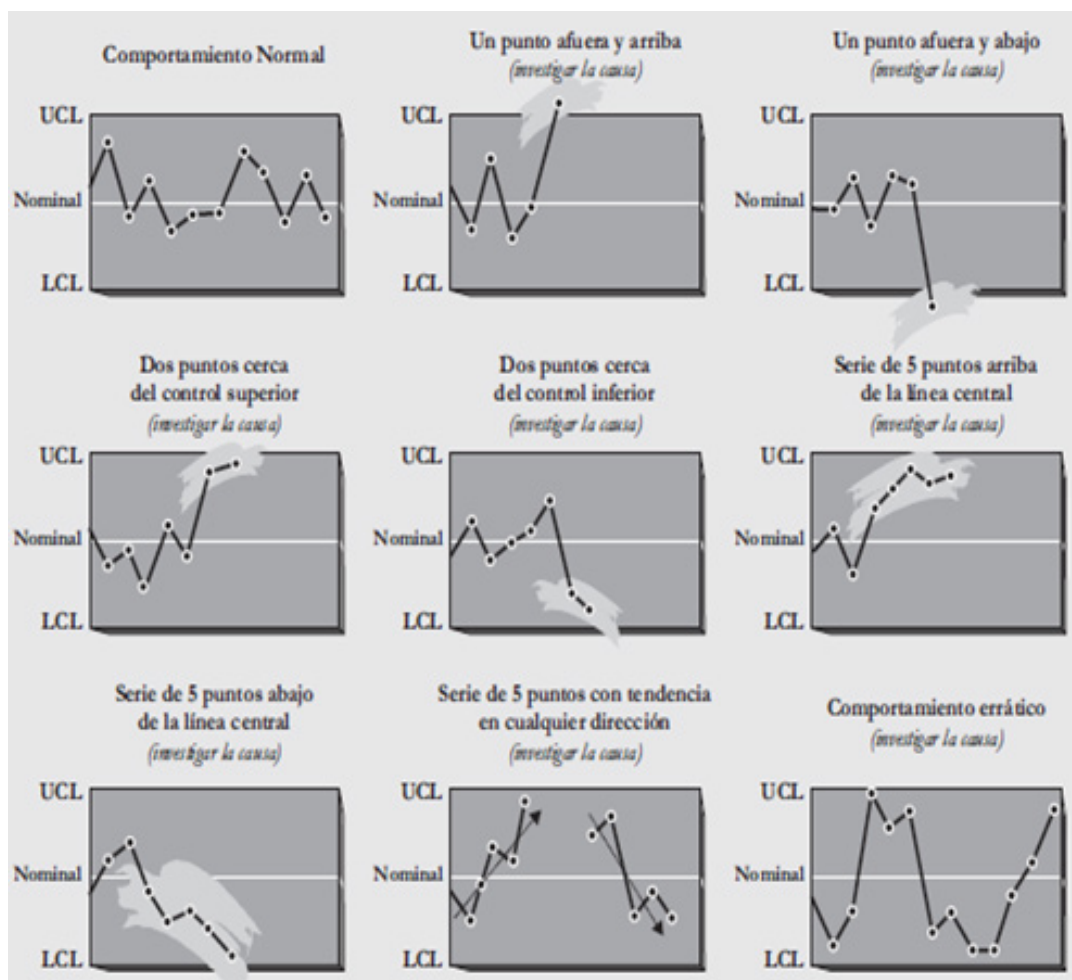 Comportamiento Normal
UCL
Nominal
LCL
Un punto afuera y arriba
(investigar la causa)
UCL
Nominal
LCL
Un punto afuera y abajo
(investigar la causa)
UCL
Nominal
LCL
Dos puntos cerca
del control superior
(investigar la causa)
UCL
Nominal
LCL
Dos puntos cerca
del control inferior
(investigar la causa)
UCL
Nominal
LCL
Serie de 5 puntos arriba
de la línea central
(investigar la causa)
UCL
Nominal
LCL
Serie de 5 puntos abajo
de la línea central
(investigar la causa)
UCL
Nominal
LCL
Serie de 5 puntos con tendencia
en cualquier dirección
(investigar la causa)
UCL
Nominal
LCL
Comportamiento errático
(investigar la causa)
UCL
Nominal
LCL